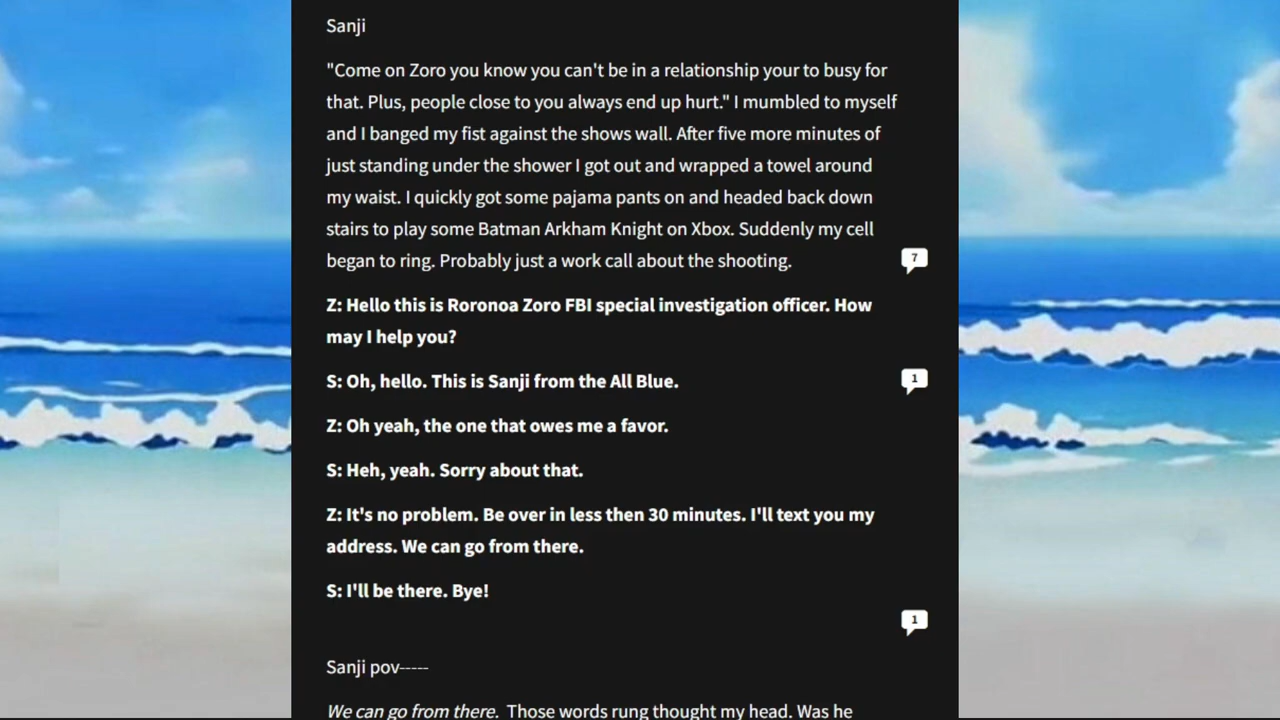 Sanji
"Come on Zoro you know you can't be in a relationship your to busy for
that. Plus, people close to you always end up hurt." I mumbled to myself
and I banged my fist against the shows wall. After five more minutes of
just standing under the shower I got out and wrapped a towel around
my waist. I quickly got some pajama pants on and headed back down
stairs to play some Batman Arkham Knight on Xbox. Suddenly my cell
began to ring. Probably just a work call about the shooting.
7
Z: Hello this is Roronoa Zoro FBI special investigation officer. How
may I help you?
S: Oh, hello. This is Sanji from the All Blue.
1
Z: Oh yeah, the one that owes me a favor.
S: Heh, yeah. Sorry about that.
Z: It's no problem. Be over in less then 30 minutes. I'll text you my
address. We can go from there.
S: I'll be there. Bye!
1
Sanji pov-----
We can go from there. Those words rung thought my head. Was he